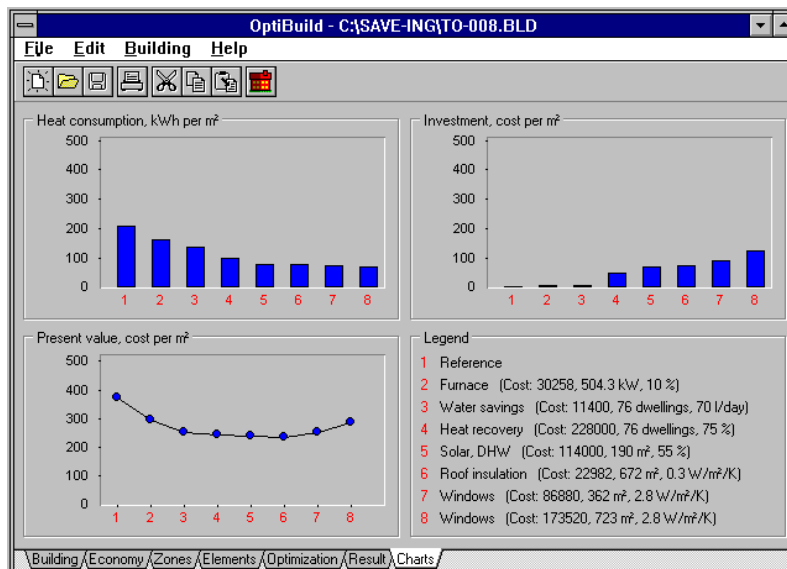 OptiBuild - C:\SAVE-ING\TO-008.BLD
File Edit Building Help
Heat consumption, kWh per m²
500
400
300
200
100
0
1 2 3 4 5 6 7 8
Investment, cost per m²
500
400
300
200
100
0
1 2 3 4 5 6 7 8
Present value, cost per m²
500
400
300
200
100
0
1 2 3 4 5 6 7 8
Legend
1 Reference
2 Furnace (Cost: 30258, 504.3 kW, 10 %)
3 Water savings (Cost: 11400, 76 dwellings, 70 l/day)
4 Heat recovery (Cost: 228000, 76 dwellings, 75 %)
5 Solar, DHW (Cost: 114000, 190 m², 55 %)
6 Roof insulation (Cost: 22982, 672 m², 0.3 W/m²/K)
7 Windows (Cost: 86880, 362 m², 2.8 W/m²/K)
8 Windows (Cost: 173520, 723 m², 2.8 W/m²/K)
Building Economy Zones Elements Optimization Result Charts